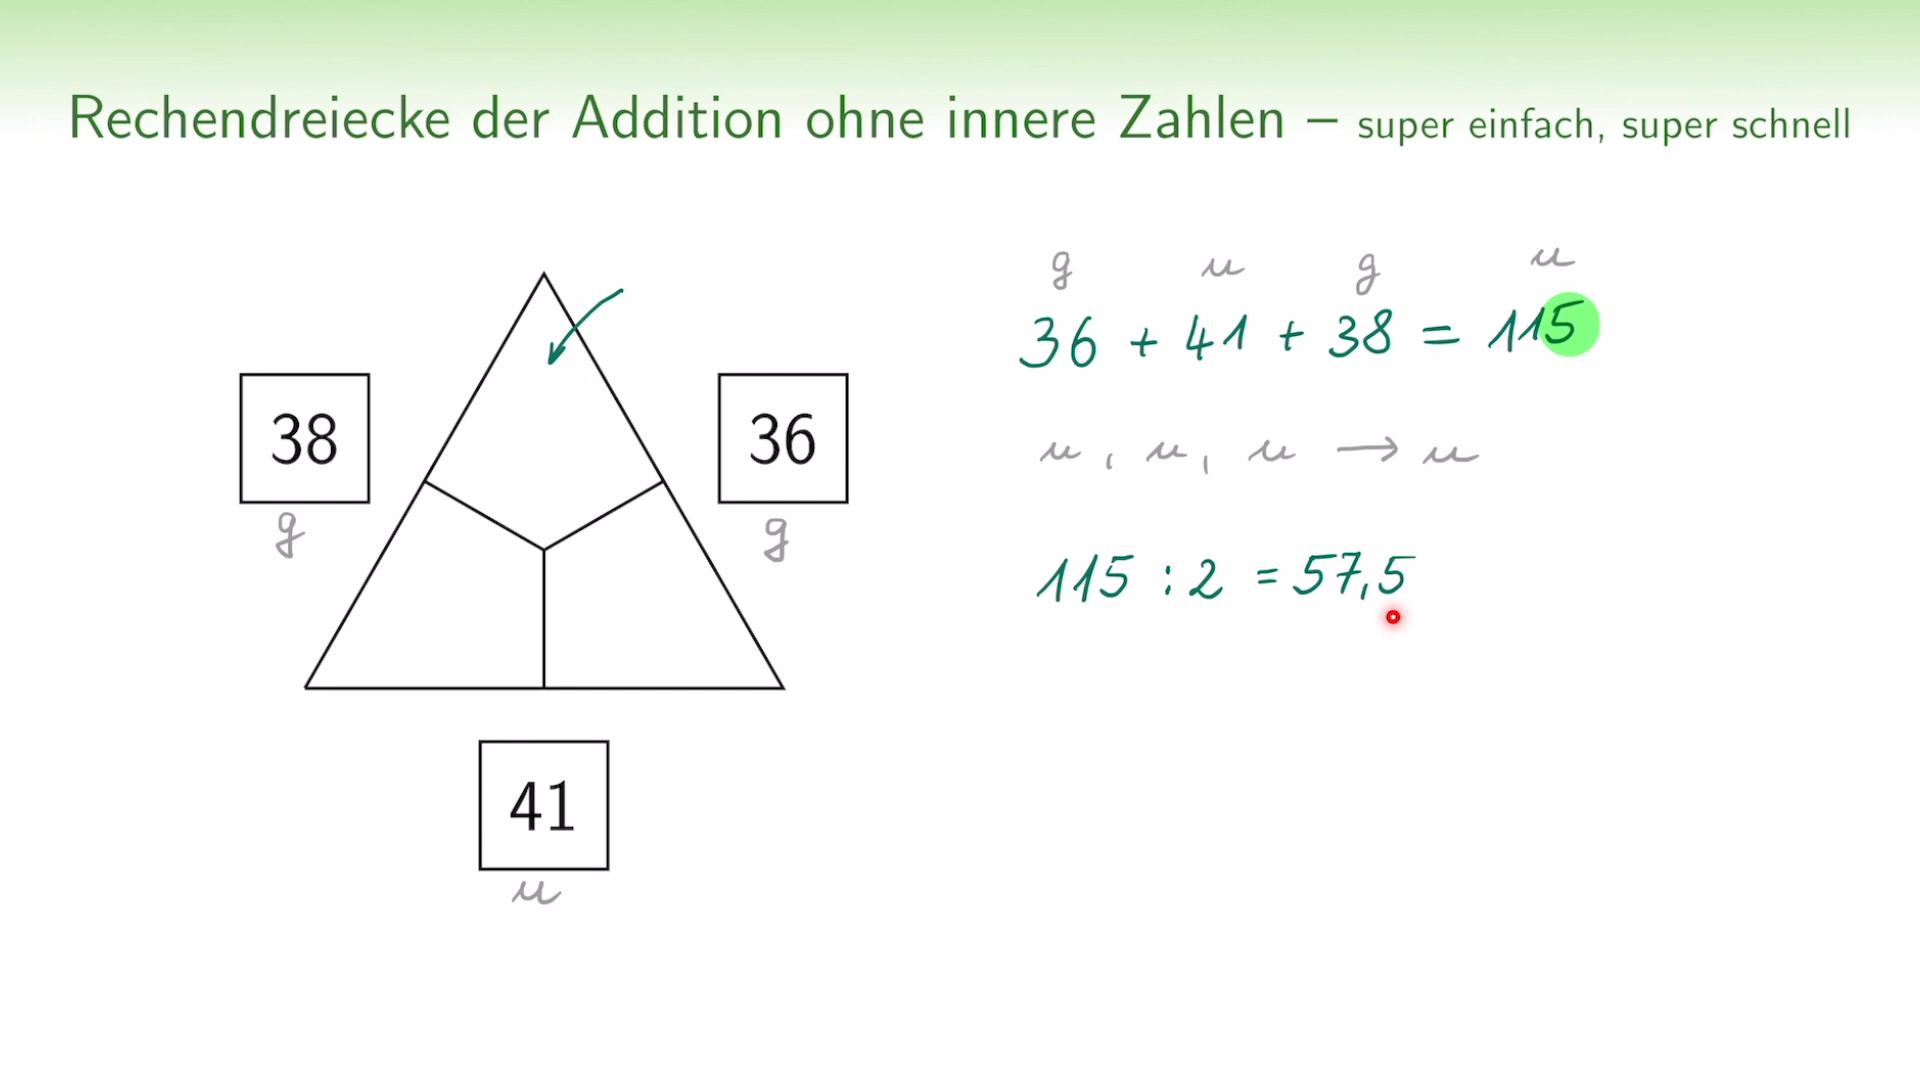 Rechendreiecke der Addition ohne innere Zahlen – super einfach, super schnell
38
g
36
g
41
u
g u g u
36 + 41 + 38 = 115
u, u, u → u
115 : 2 = 57,5